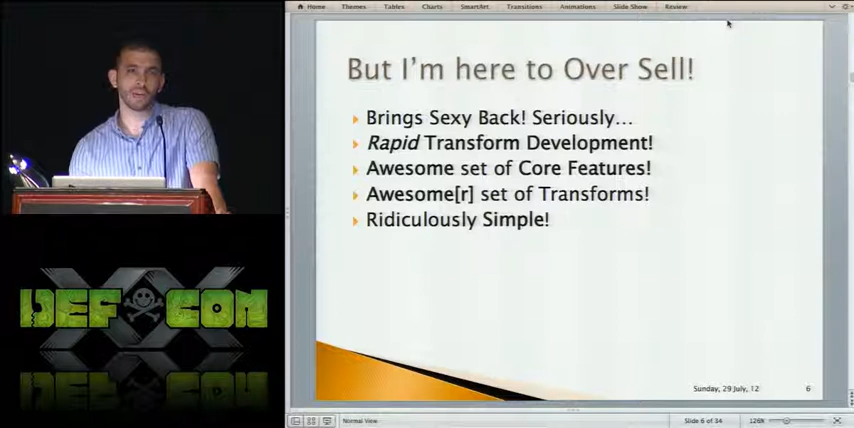 Home Themes Tables Charts SmartArt Transitions Animations Slide Show Review
But I'm here to Over Sell!
Brings Sexy Back! Seriously...
Rapid Transform Development!
Awesome set of Core Features!
Awesome[r] set of Transforms!
Ridiculously Simple!
DEF CON
XX
Sunday, 29 July, 12 6
Normal View Slide 6 of 34 126%